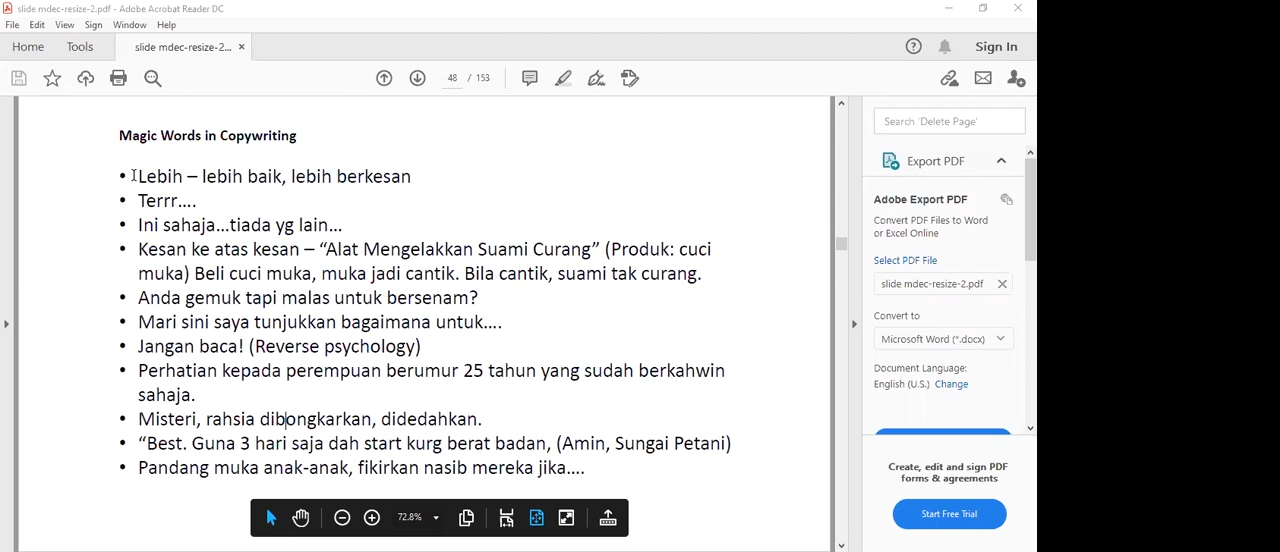 slide mdec-resize-2.pdf - Adobe Acrobat Reader DC
File Edit View Sign Window Help
Home Tools slide mdec-resize-2... × Sign In
48 / 153
Search 'Delete Page'
Export PDF
Adobe Export PDF
Convert PDF Files to Word
or Excel Online
Select PDF File
slide mdec-resize-2.pdf
Convert to
Microsoft Word (*.docx)
Document Language:
English (U.S.) Change
Create, edit and sign PDF
forms & agreements
Start Free Trial
Magic Words in Copywriting
• Lebih – lebih baik, lebih berkesan
• Terrr....
• Ini sahaja...tiada yg lain...
• Kesan ke atas kesan – “Alat Mengelakkan Suami Curang” (Produk: cuci
muka) Beli cuci muka, muka jadi cantik. Bila cantik, suami tak curang.
• Anda gemuk tapi malas untuk bersenam?
• Mari sini saya tunjukkan bagaimana untuk....
• Jangan baca! (Reverse psychology)
• Perhatian kepada perempuan berumur 25 tahun yang sudah berkahwin
sahaja.
• Misteri, rahsia dibongkarkan, didedahkan.
• “Best. Guna 3 hari saja dah start kurg berat badan, (Amin, Sungai Petani)
• Pandang muka anak-anak, fikirkan nasib mereka jika....
72.8%